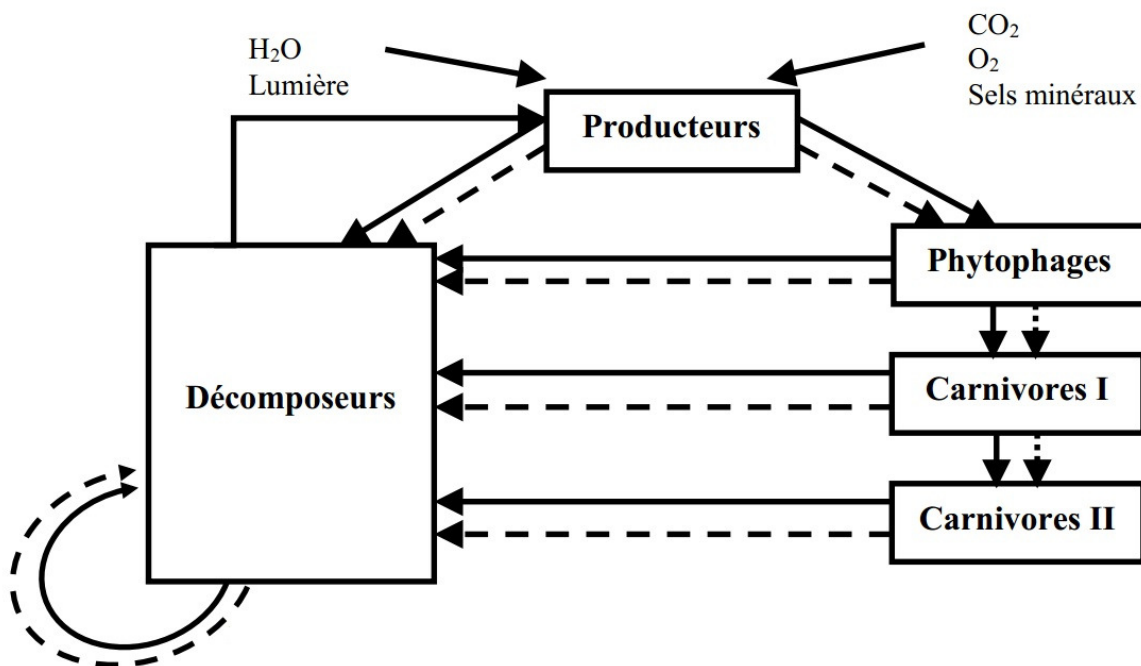 H₂O
Lumière
CO₂
O₂
Sels minéraux
Producteurs
Phytophages
Décomposeurs
Carnivores I
Carnivores II